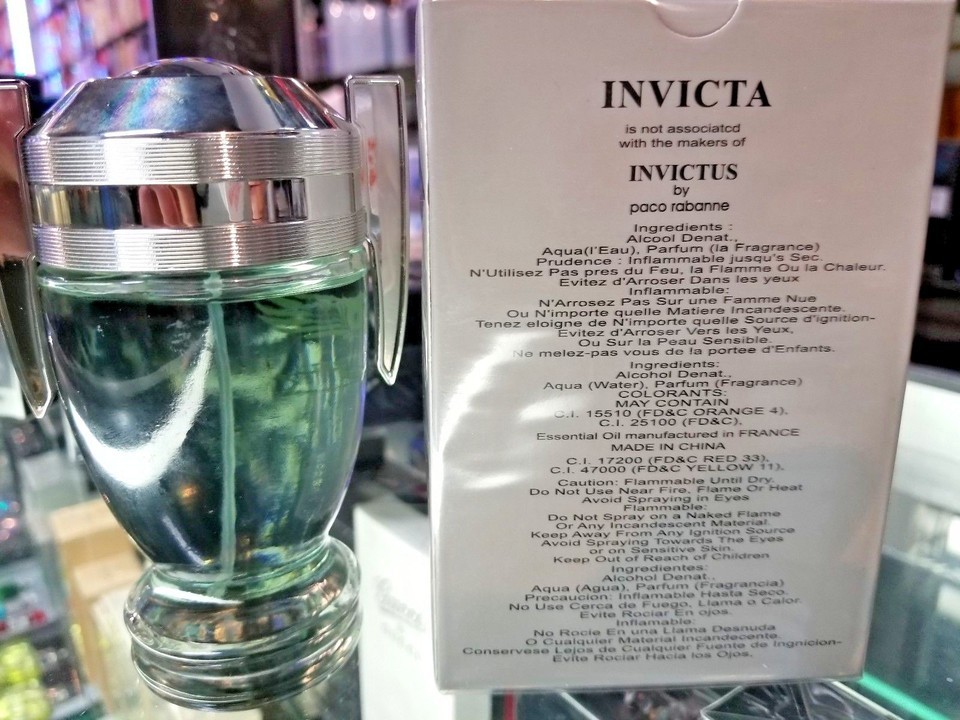 INVICTA
is not associatcd
with the makers of
INVICTUS
by
paco rabanne
Ingredients :
Alcool Denat.,
Aqua(l'Eau), Parfum (la Fragrance)
Prudence : Inflammable jusqu's Sec.
N'Utilisez Pas pres du Feu, la Flamme Ou la Chaleur.
Evitez d'Arroser Dans les yeux
Inflammable:
N'Arrosez Pas Sur une Famme Nue
Ou N'importe quelle Matiere Incandescente.
Tenez eloigne de N'importe quelle Source d'ignition-
Evitez d'Arroser Vers les Yeux,
Ou Sur la Peau Sensible.
Ne melez-pas vous de la portee d'Enfants.
Ingredients:
Alcohol Denat.,
Aqua (Water), Parfum (Fragrance)
COLORANTS:
MAY CONTAIN
C.I. 15510 (FD&C ORANGE 4),
C.I. 25100 (FD&C),
Essential Oil manufactured in FRANCE
MADE IN CHINA
C.I. 17200 (FD&C RED 33),
C.I. 47000 (FD&C YELLOW 11),
Caution: Flammable Until Dry.
Do Not Use Near Fire, Flame Or Heat
Avoid Spraying in Eyes
Flammable:
Do Not Spray on a Naked Flame
Or Any Incandescent Material.
Keep Away From Any Ignition Source
Avoid Spraying Towards The Eyes
or on Sensitive Skin.
Keep Out of Reach of Children
Ingredientes:
Alcohol Denat.,
Aqua (Agua), Parfum (Fragrancia)
Precaucion: Inflamable Hasta Seco.
No Use Cerca de Fuego, Llama o Calor.
Evite Rociar En ojos.
Inflamable:
No Rocie En una Llama Desnuda
O Cualquier Material Incandecente.
Conservese Lejos de Cualquier Fuente de Ingnicion-
Evite Rociar Hacia los Ojos,